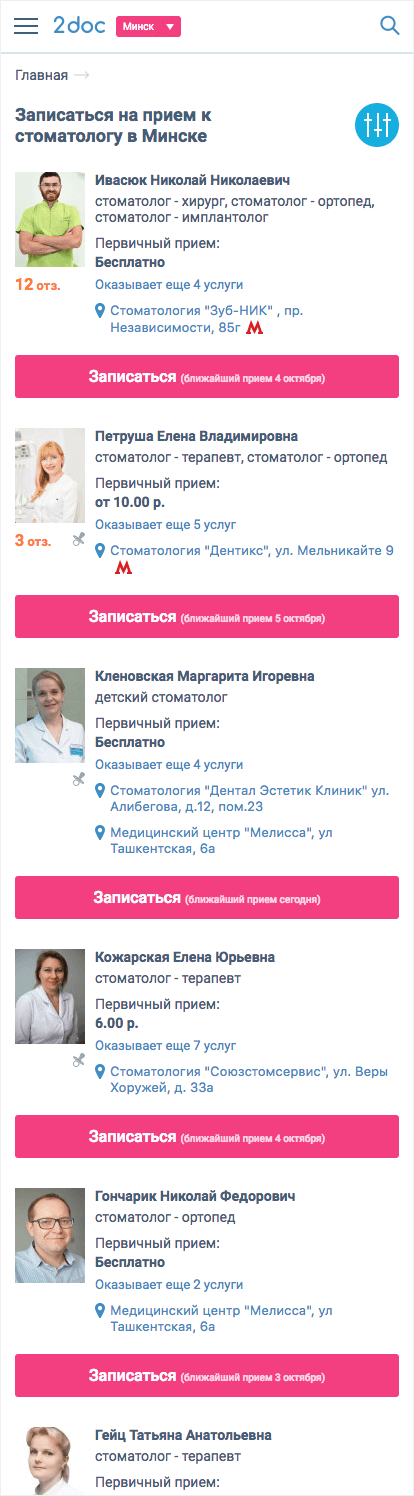 2doc
Минск
Главная
Записаться на прием к
стоматологу в Минске
Ивасюк Николай Николаевич
стоматолог - хирург, стоматолог - ортопед,
стоматолог - имплантолог
Первичный прием:
Бесплатно
12 отз.
Оказывает еще 4 услуги
Стоматология "Зуб-НИК" , пр.
Независимости, 85г
Записаться (ближайший прием 4 октября)
Петруша Елена Владимировна
стоматолог - терапевт, стоматолог - ортопед
Первичный прием:
от 10.00 р.
Оказывает еще 5 услуг
3 отз.
Стоматология "Дентикс", ул. Мельникайте 9
Записаться (ближайший прием 5 октября)
Кленовская Маргарита Игоревна
детский стоматолог
Первичный прием:
Бесплатно
Оказывает еще 4 услуги
Стоматология "Дентал Эстетик Клиник" ул.
Алибегова, д.12, пом.23
Медицинский центр "Мелисса", ул
Ташкентская, 6а
Записаться (ближайший прием сегодня)
Кожарская Елена Юрьевна
стоматолог - терапевт
Первичный прием:
6.00 р.
Оказывает еще 7 услуг
Стоматология "Союзстомсервис", ул. Веры
Хоружей, д. 33а
Записаться (ближайший прием 4 октября)
Гончарик Николай Федорович
стоматолог - ортопед
Первичный прием:
Бесплатно
Оказывает еще 2 услуги
Медицинский центр "Мелисса", ул
Ташкентская, 6а
Записаться (ближайший прием 3 октября)
Гейц Татьяна Анатольевна
стоматолог - терапевт
Первичный прием: